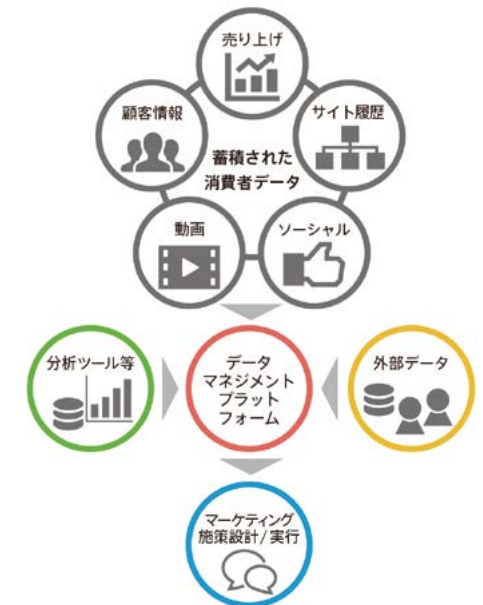 売り上げ
顧客情報
サイト履歴
蓄積された
消費者データ
動画
ソーシャル
分析ツール等
データ
マネジメント
プラット
フォーム
外部データ
マーケティング
施策設計/実行